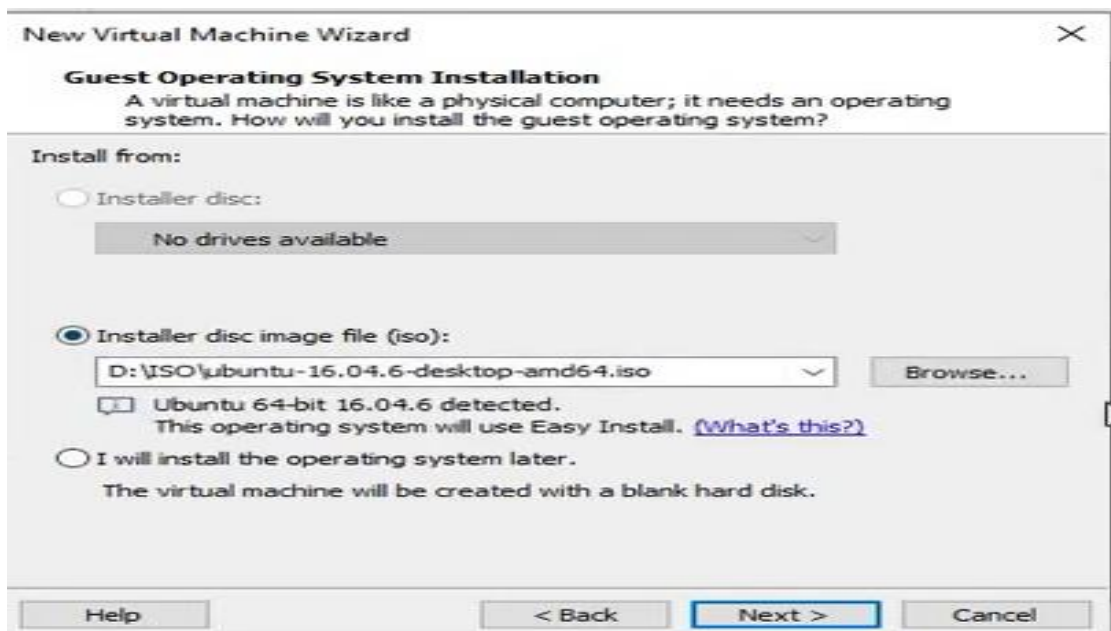 New Virtual Machine Wizard
Guest Operating System Installation
A virtual machine is like a physical computer; it needs an operating
system. How will you install the guest operating system?
Install from:
Installer disc:
No drives available
Installer disc image file (iso):
D:\ISO\ubuntu-16.04.6-desktop-amd64.iso
Browse...
Ubuntu 64-bit 16.04.6 detected.
This operating system will use Easy Install. (What's this?)
I will install the operating system later.
The virtual machine will be created with a blank hard disk.
Help
< Back
Next >
Cancel